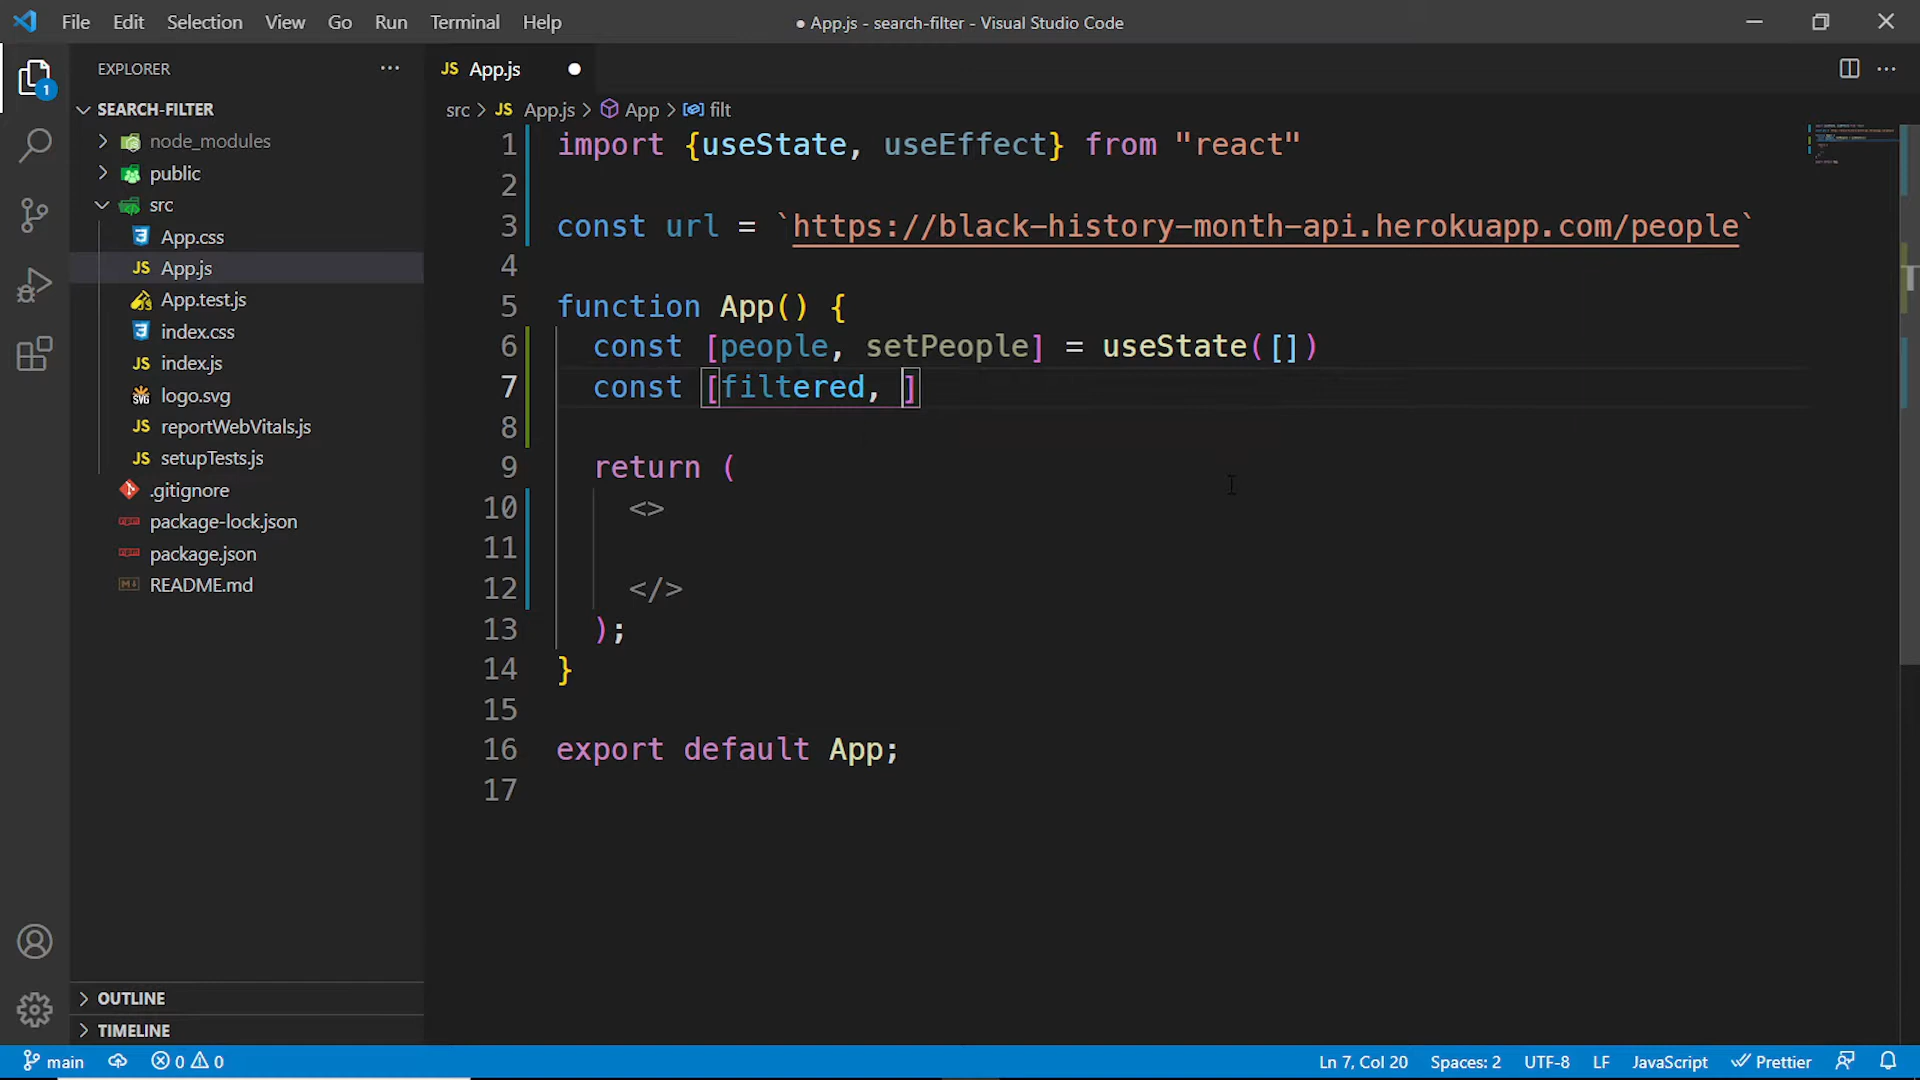 File Edit Selection View Go Run Terminal Help
● App.js - search-filter - Visual Studio Code
EXPLORER ···
JS App.js ●
SEARCH-FILTER
node_modules
public
src
App.css
JS App.js
App.test.js
index.css
JS index.js
SVG logo.svg
JS reportWebVitals.js
JS setupTests.js
.gitignore
package-lock.json
package.json
README.md
OUTLINE
TIMELINE
1
src > JS App.js > App > filt
1 import {useState, useEffect} from "react"
2
3 const url = `https://black-history-month-api.herokuapp.com/people`
4
5 function App() {
6 const [people, setPeople] = useState([])
7 const [filtered, ]
8
9 return (
10 <>
11
12 </>
13 );
14 }
15
16 export default App;
17
main 0 0
Ln 7, Col 20 Spaces: 2 UTF-8 LF JavaScript Prettier